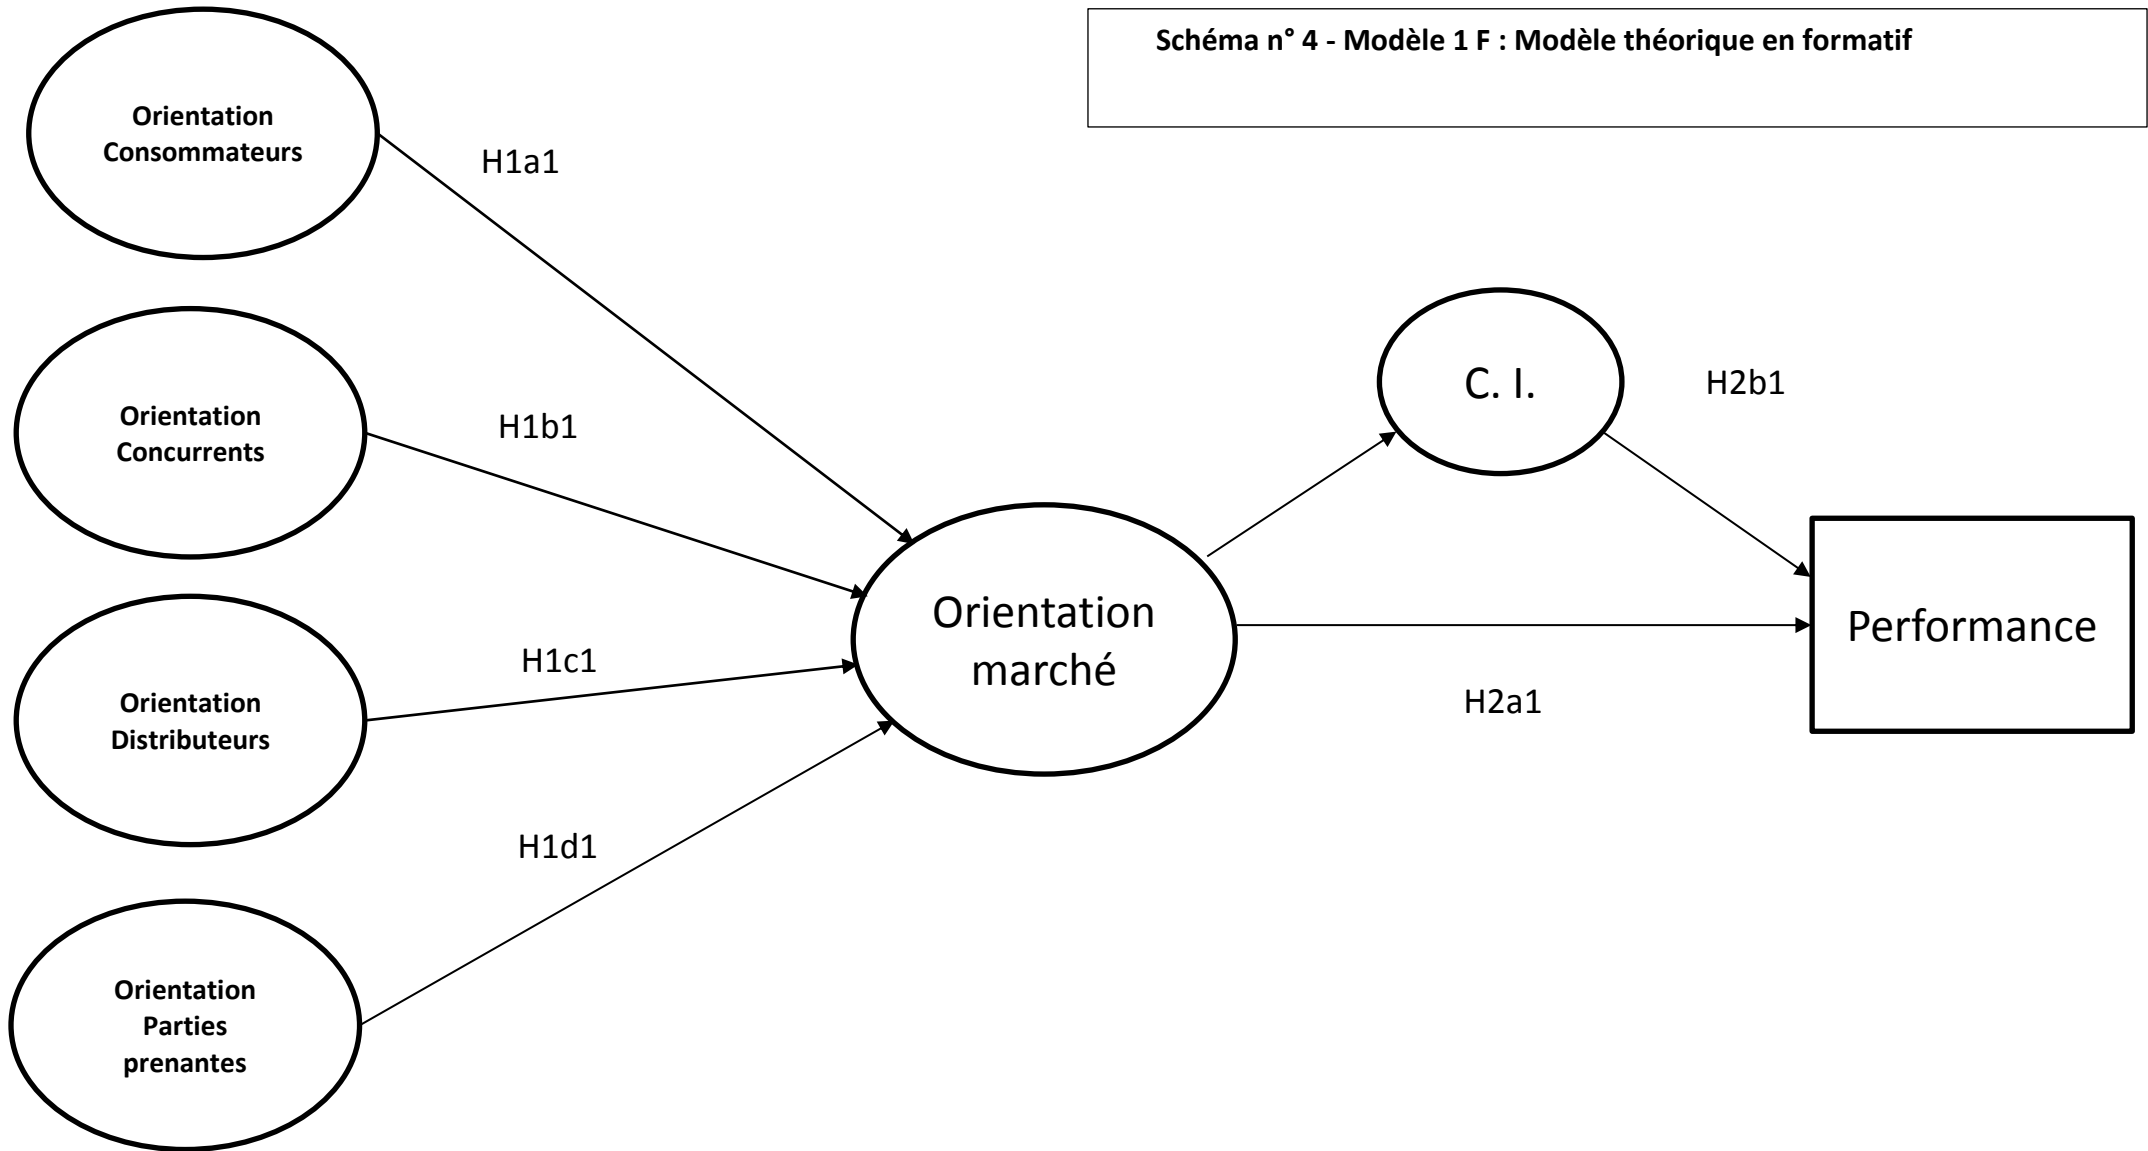 Schéma n° 4 - Modèle 1 F : Modèle théorique en formatif
Orientation
Consommateurs
H1a1
Orientation
Concurrents
H1b1
C. I.
H2b1
Orientation
marché
Performance
Orientation
Distributeurs
H1c1
H2a1
H1d1
Orientation
Parties
prenantes